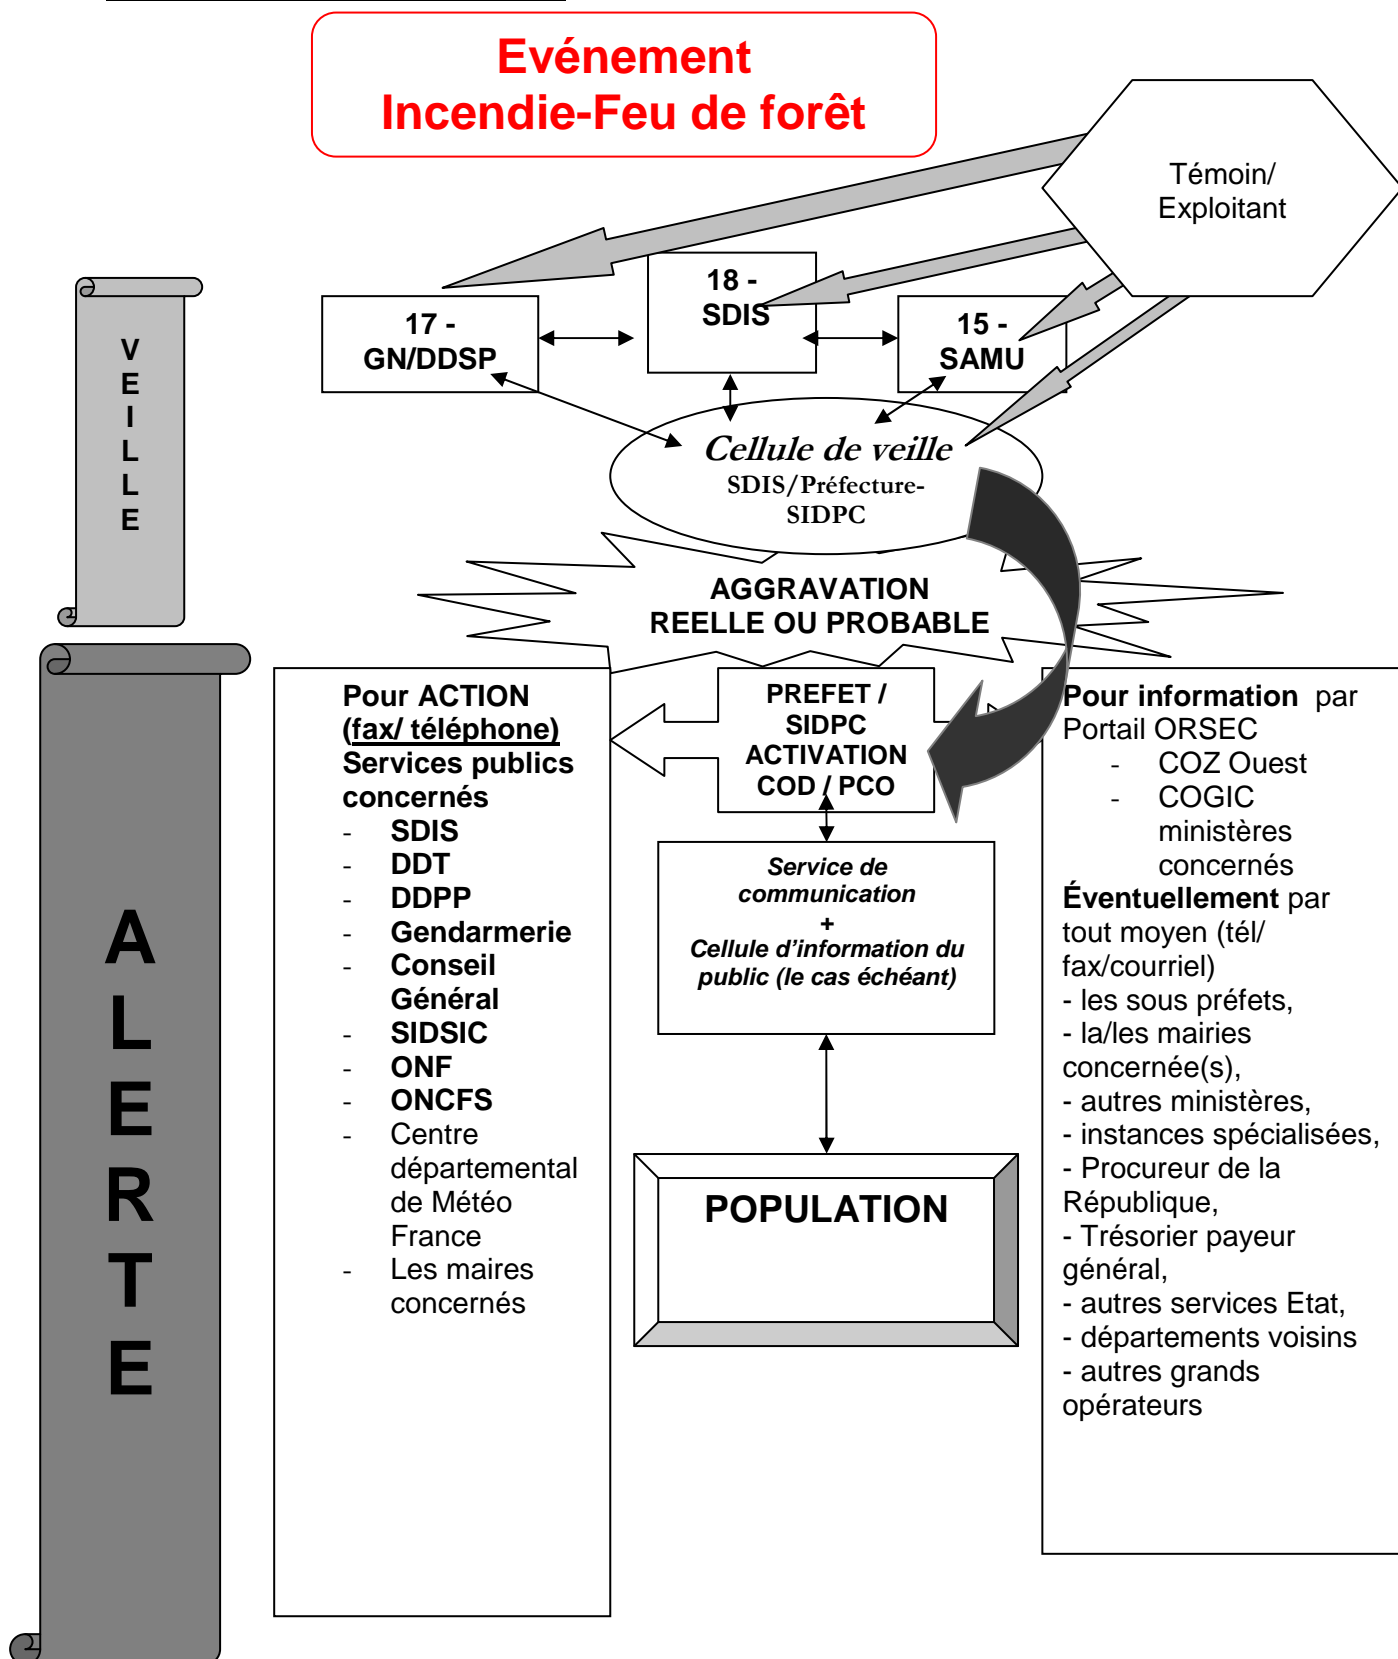 Evénement
Incendie-Feu de forêt
Témoin/
Exploitant
V
E
I
L
L
E
17 -
GN/DDSP
18 -
SDIS
15 -
SAMU
Cellule de veille
SDIS/Préfecture-
SIDPC
AGGRAVATION
REELLE OU PROBABLE
A
L
E
R
T
E
Pour ACTION
(fax/ téléphone)
Services publics
concernés
- SDIS
- DDT
- DDPP
- Gendarmerie
- Conseil
Général
- SIDSIC
- ONF
- ONCFS
- Centre
départemental
de Météo
France
- Les maires
concernés
PREFET /
SIDPC
ACTIVATION
COD / PCO
Service de
communication
+
Cellule d'information du
public (le cas échéant)
POPULATION
Pour information par
Portail ORSEC
- COZ Ouest
- COGIC
ministères
concernés
Éventuellement par
tout moyen (tél/
fax/courriel)
- les sous préfets,
- la/les mairies
concernée(s),
- autres ministères,
- instances spécialisées,
- Procureur de la
République,
- Trésorier payeur
général,
- autres services Etat,
- départements voisins
- autres grands
opérateurs